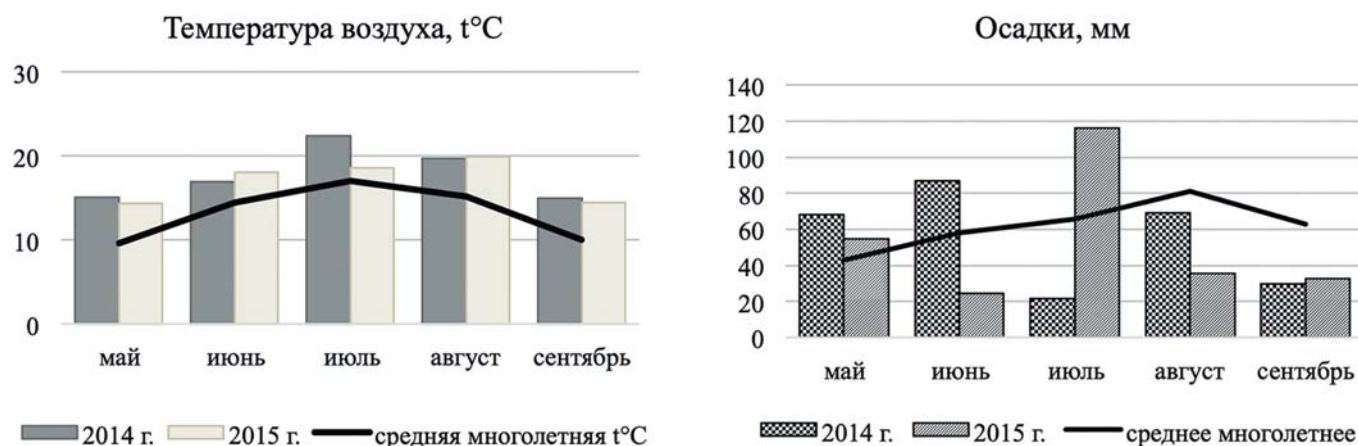 Температура воздуха, t°C
30
20
10
0
май июнь июль август сентябрь
2014 г. 2015 г. средняя многолетняя t°C
Осадки, мм
140
120
100
80
60
40
20
0
май июнь июль август сентябрь
2014 г. 2015 г. среднее многолетнее